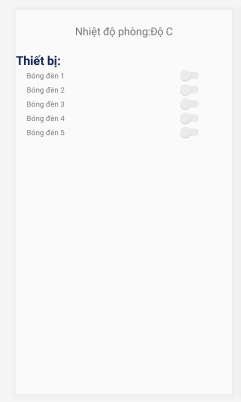 Nhiệt độ phòng:Độ C
Thiết bị:
Bóng đèn 1
Bóng đèn 2
Bóng đèn 3
Bóng đèn 4
Bóng đèn 5